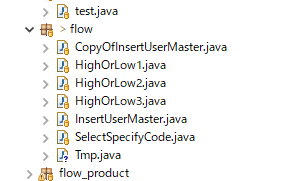 test.java
> flow
CopyOfInsertUserMaster.java
HighOrLow1.java
HighOrLow2.java
HighOrLow3.java
InsertUserMaster.java
SelectSpecifyCode.java
Tmp.java
flow_product